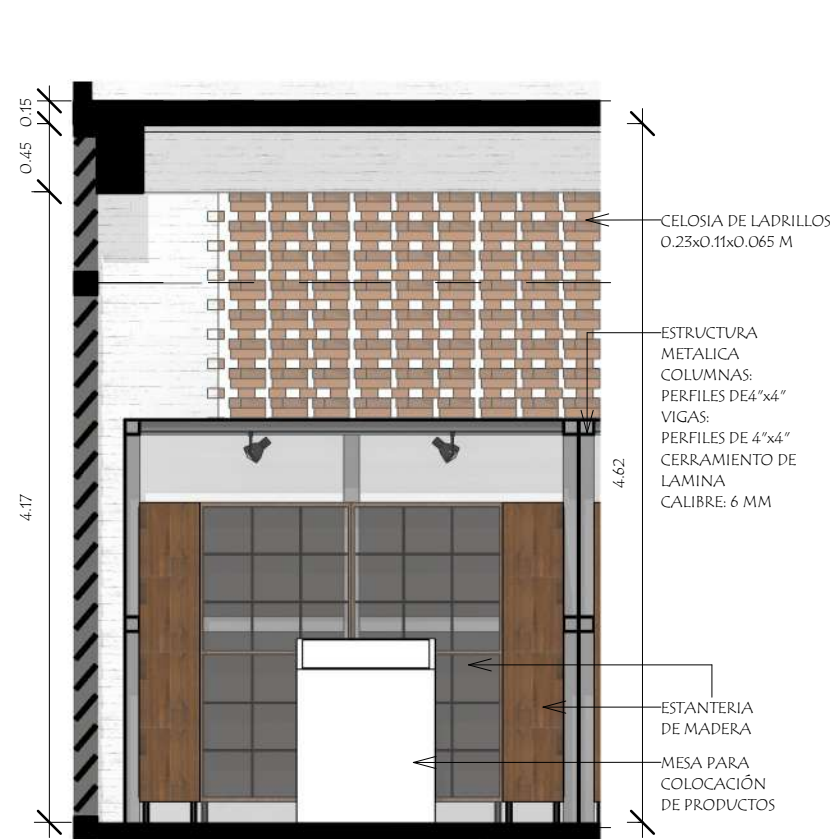 0.15
0.45
4.17
CELOSIA DE LADRILLOS
0.23x0.11x0.065 M
ESTRUCTURA
METALICA
COLUMNAS:
PERFILES DE4"x4"
VIGAS:
PERFILES DE 4"x4"
CERRAMIENTO DE
LAMINA
CALIBRE: 6 MM
4.62
ESTANTERIA
DE MADERA
MESA PARA
COLOCACIÓN
DE PRODUCTOS